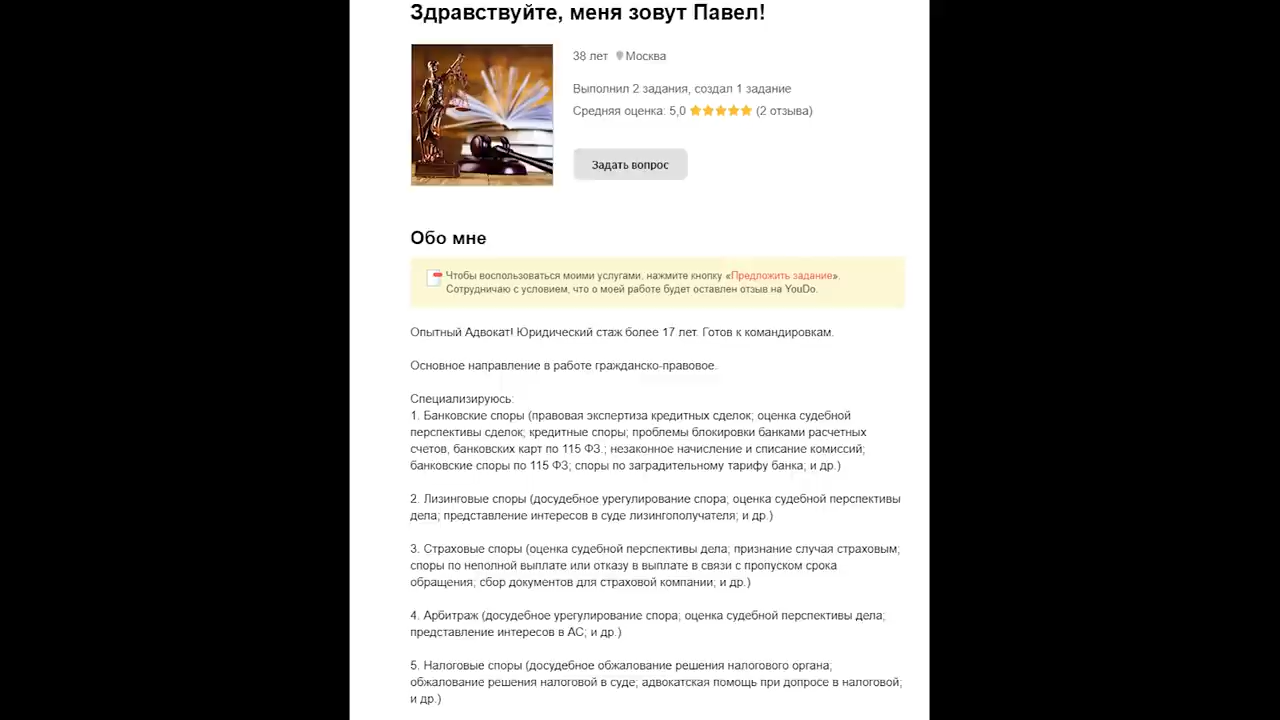 Здравствуйте, меня зовут Павел!
38 лет Москва
Выполнил 2 задания, создал 1 задание
Средняя оценка: 5,0 (2 отзыва)
Задать вопрос
Обо мне
Чтобы воспользоваться моими услугами, нажмите кнопку «Предложить задание».
Сотрудничаю с условием, что о моей работе будет оставлен отзыв на YouDo.
Опытный Адвокат! Юридический стаж более 17 лет. Готов к командировкам.
Основное направление в работе гражданско-правовое.
Специализируюсь:
1. Банковские споры (правовая экспертиза кредитных сделок; оценка судебной
перспективы сделок; кредитные споры; проблемы блокировки банками расчетных
счетов, банковских карт по 115 ФЗ.; незаконное начисление и списание комиссий;
банковские споры по 115 ФЗ; споры по заградительному тарифу банка; и др.)
2. Лизинговые споры (досудебное урегулирование спора; оценка судебной перспективы
дела; представление интересов в суде лизингополучателя; и др.)
3. Страховые споры (оценка судебной перспективы дела; признание случая страховым;
споры по неполной выплате или отказу в выплате в связи с пропуском срока
обращения; сбор документов для страховой компании; и др.)
4. Арбитраж (досудебное урегулирование спора; оценка судебной перспективы дела;
представление интересов в АС; и др.)
5. Налоговые споры (досудебное обжалование решения налогового органа;
обжалование решения налоговой в суде; адвокатская помощь при допросе в налоговой;
и др.)